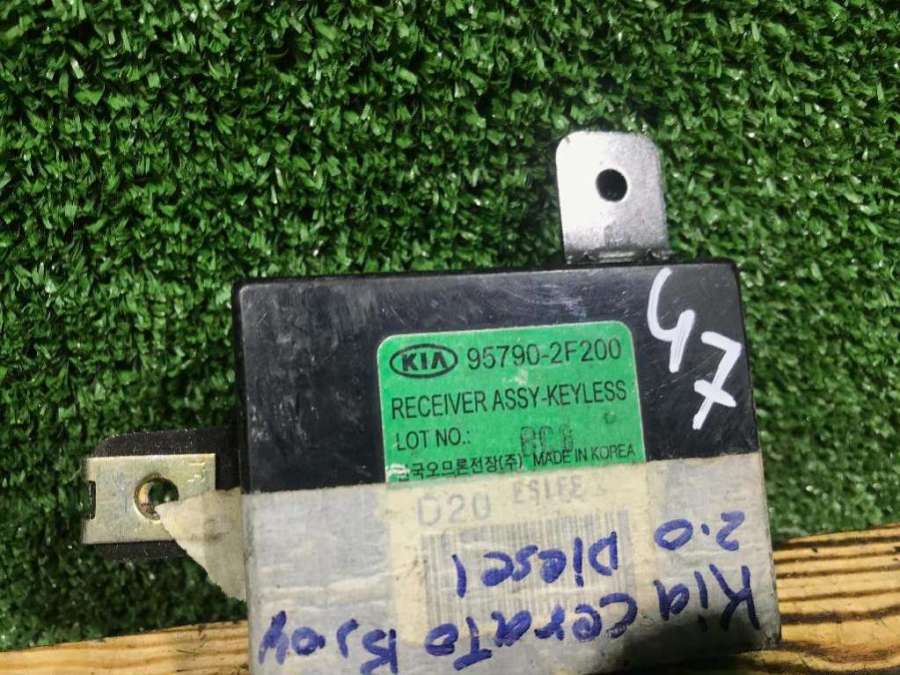 47
KIA 95790-2F200
RECEIVER ASSY-KEYLESS
LOT NO.:
한국오므론전장(주) MADE IN KOREA
D20
Kia Cerato
2.0 Diesel